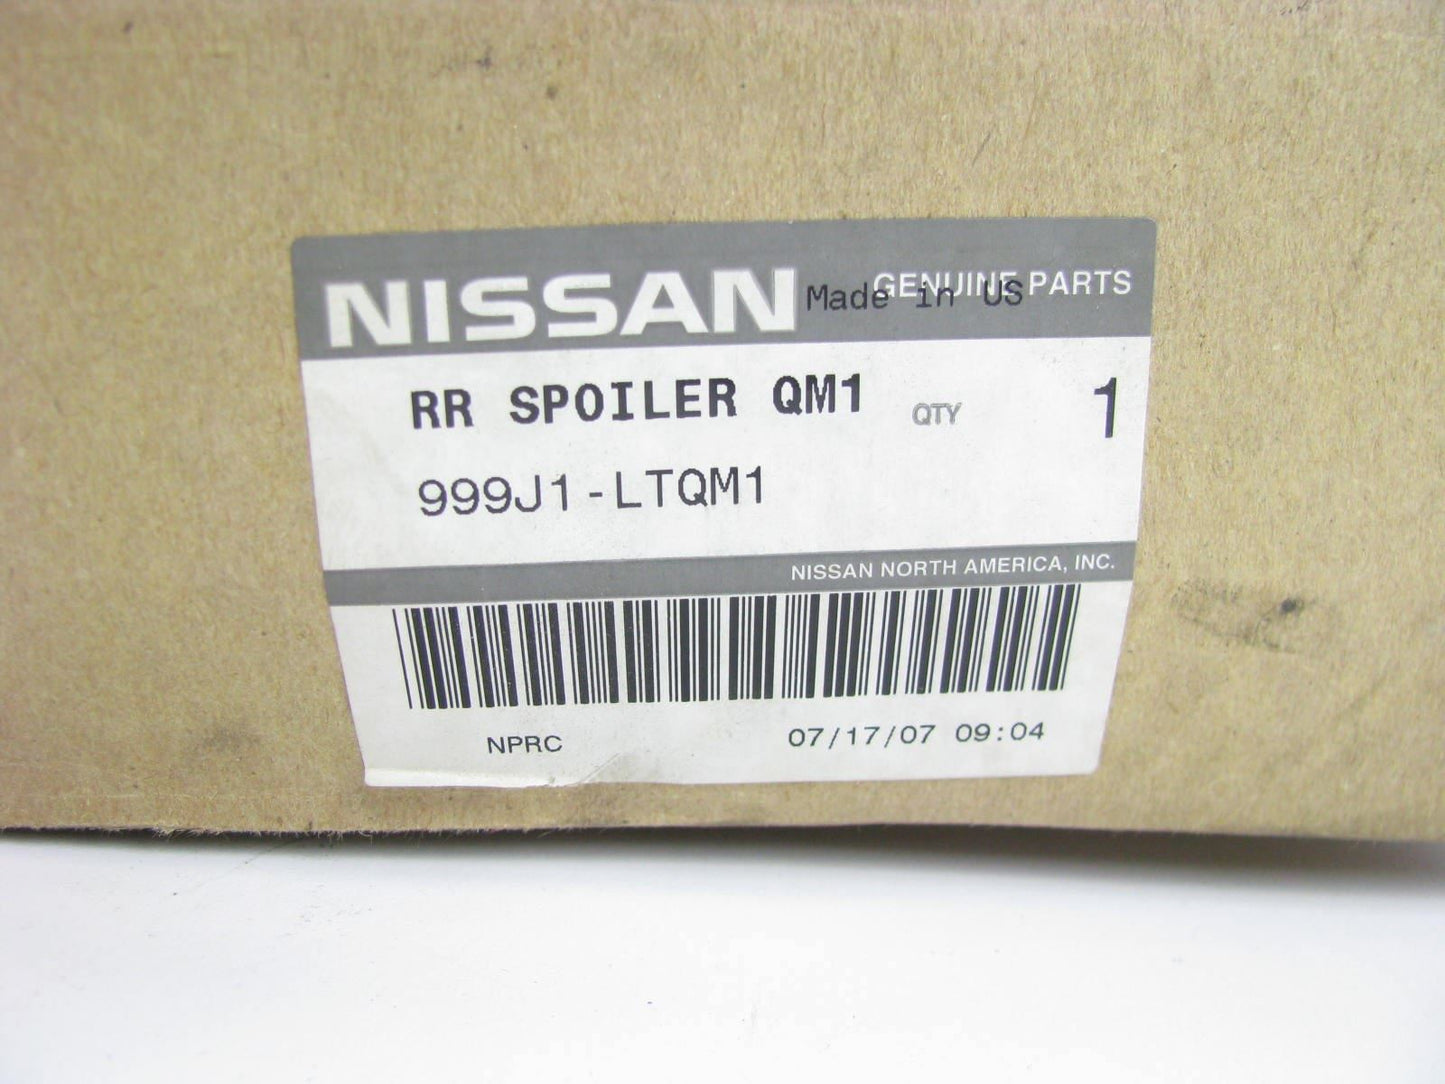 NISSAN GENUINE PARTS
Made in US
RR SPOILER QM1 QTY 1
999J1-LTQM1
NISSAN NORTH AMERICA, INC.
NPRC 07/17/07 09:04